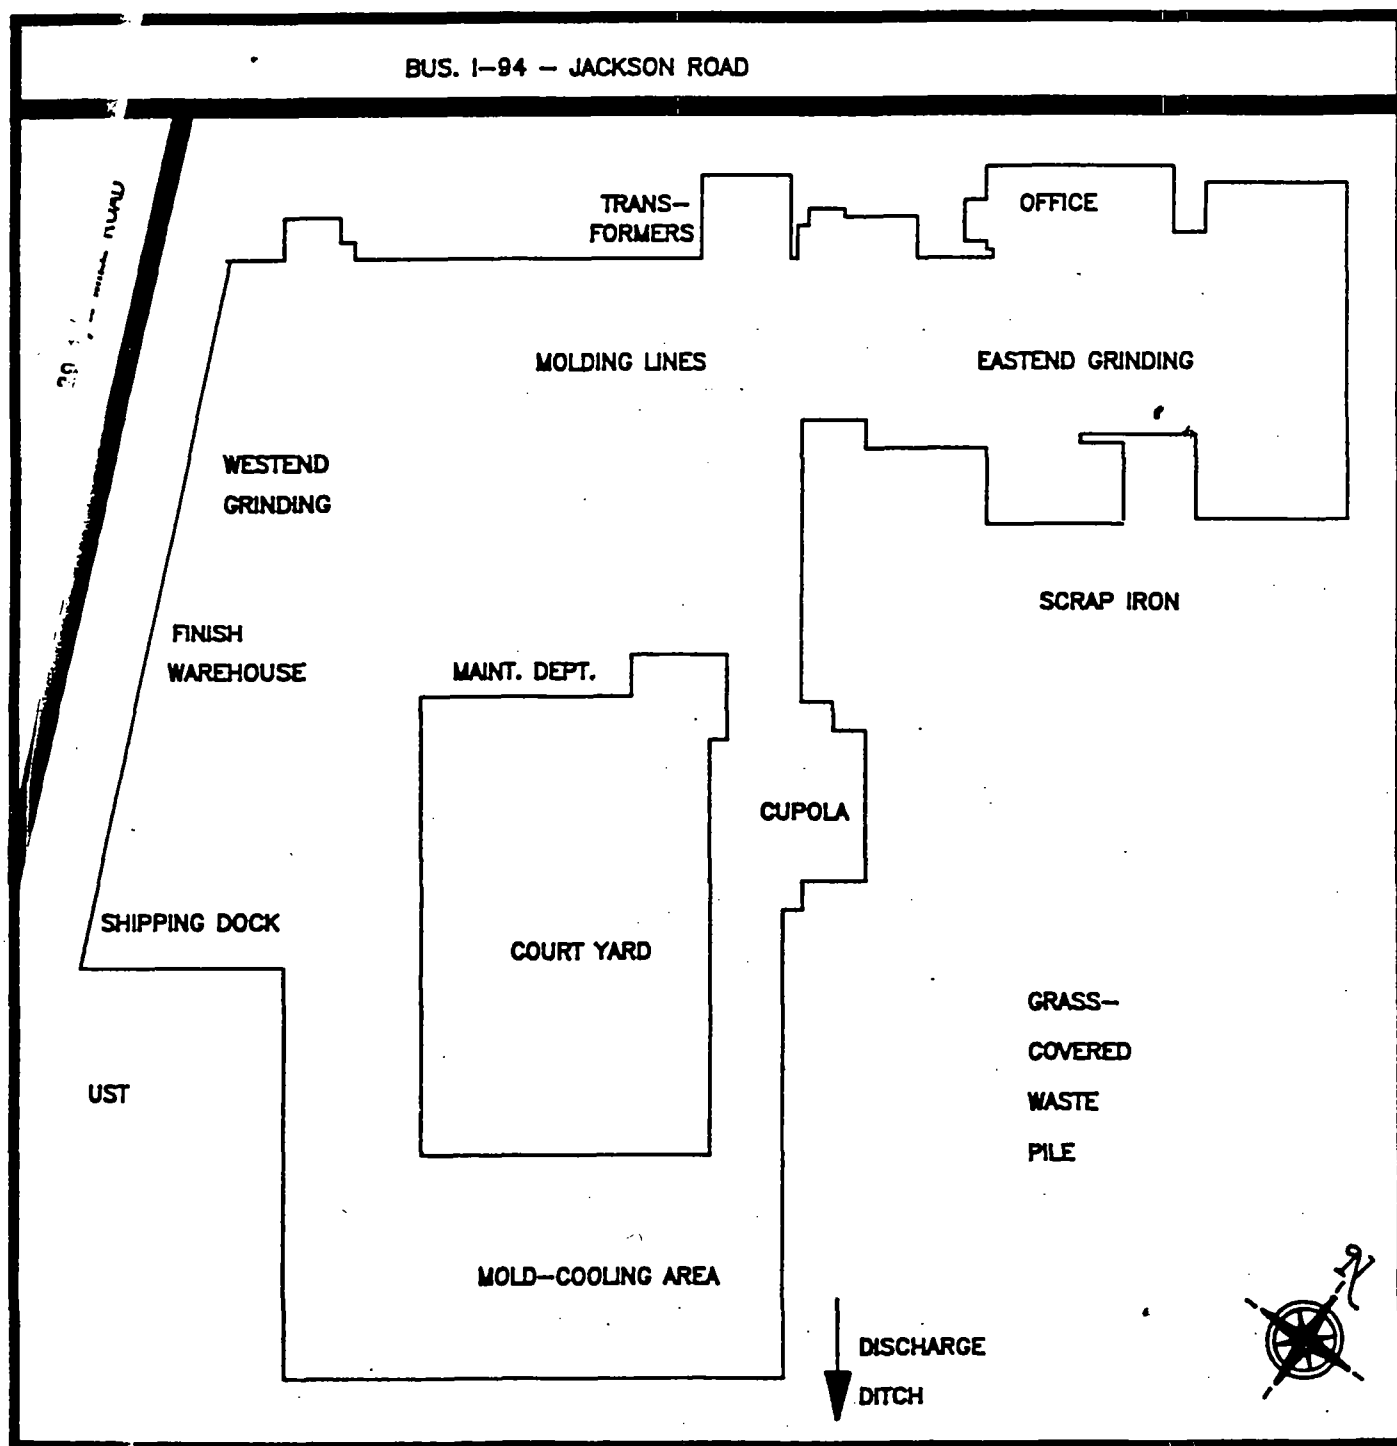 BUS. I-94 - JACKSON ROAD
ROAD
TRANS-
FORMERS
OFFICE
MOLDING LINES
EASTEND GRINDING
WESTEND
GRINDING
SCRAP IRON
FINISH
WAREHOUSE
MAINT. DEPT.
CUPOLA
SHIPPING DOCK
COURT YARD
GRASS-
COVERED
WASTE
PILE
UST
MOLD-COOLING AREA
DISCHARGE
DITCH
N